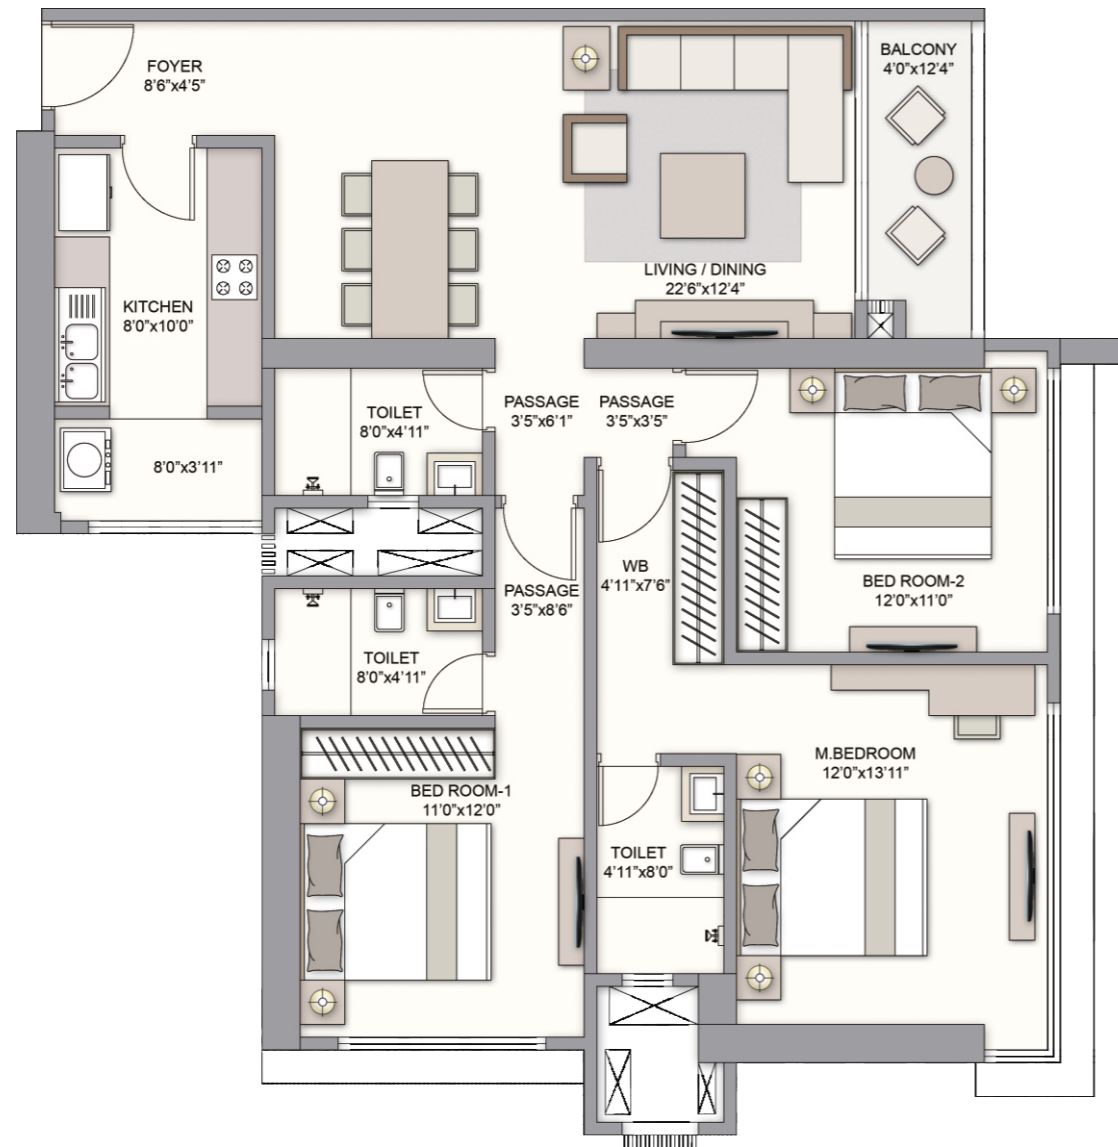 FOYER
8'6"x4'5"
BALCONY
4'0"x12'4"
LIVING / DINING
22'6"x12'4"
KITCHEN
8'0"x10'0"
TOILET
8'0"x4'11"
PASSAGE
3'5"x6'1"
PASSAGE
3'5"x3'5"
8'0"x3'11"
WB
4'11"x7'6"
PASSAGE
3'5"x8'6"
BED ROOM-2
12'0"x11'0"
TOILET
8'0"x4'11"
M.BEDROOM
12'0"x13'11"
BED ROOM-1
11'0"x12'0"
TOILET
4'11"x8'0"